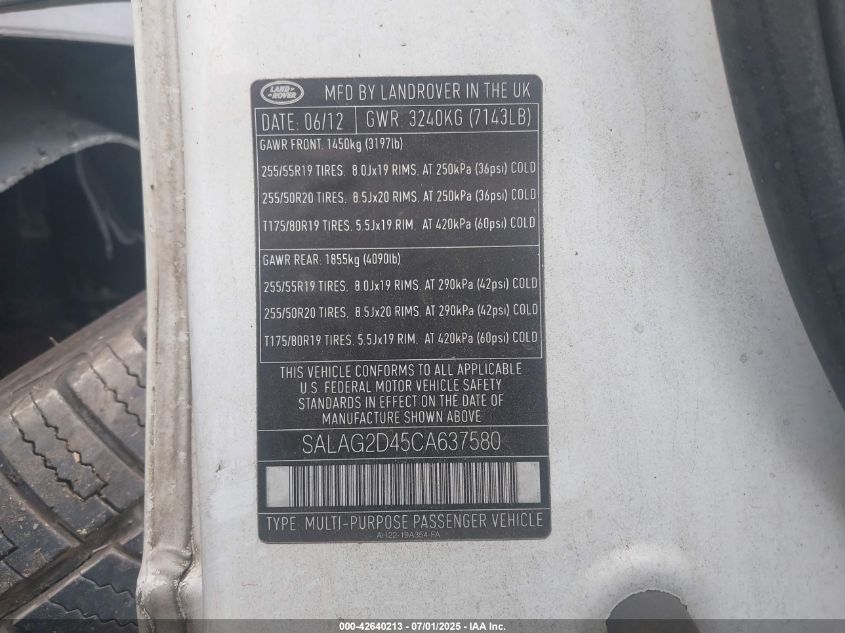 LAND ROVER
MFD BY LANDROVER IN THE UK
DATE: 06/12 GWR: 3240KG (7143LB)
GAWR FRONT: 1450kg (3197lb)
255/55R19 TIRES. 8.0Jx19 RIMS. AT 250kPa (36psi) COLD
255/50R20 TIRES. 8.5Jx20 RIMS. AT 250kPa (36psi) COLD
T175/80R19 TIRES. 5.5Jx19 RIM. AT 420kPa (60psi) COLD
GAWR REAR: 1855kg (4090lb)
255/55R19 TIRES. 8.0Jx19 RIMS. AT 290kPa (42psi) COLD
255/50R20 TIRES. 8.5Jx20 RIMS. AT 290kPa (42psi) COLD
T175/80R19 TIRES. 5.5Jx19 RIM. AT 420kPa (60psi) COLD
THIS VEHICLE CONFORMS TO ALL APPLICABLE
U.S. FEDERAL MOTOR VEHICLE SAFETY
STANDARDS IN EFFECT ON THE DATE OF
MANUFACTURE SHOWN ABOVE
SALAG2D45CA637580
TYPE: MULTI-PURPOSE PASSENGER VEHICLE
AH22-19A354-FA
000-42640213 - 07/01/2025 - IAA Inc.